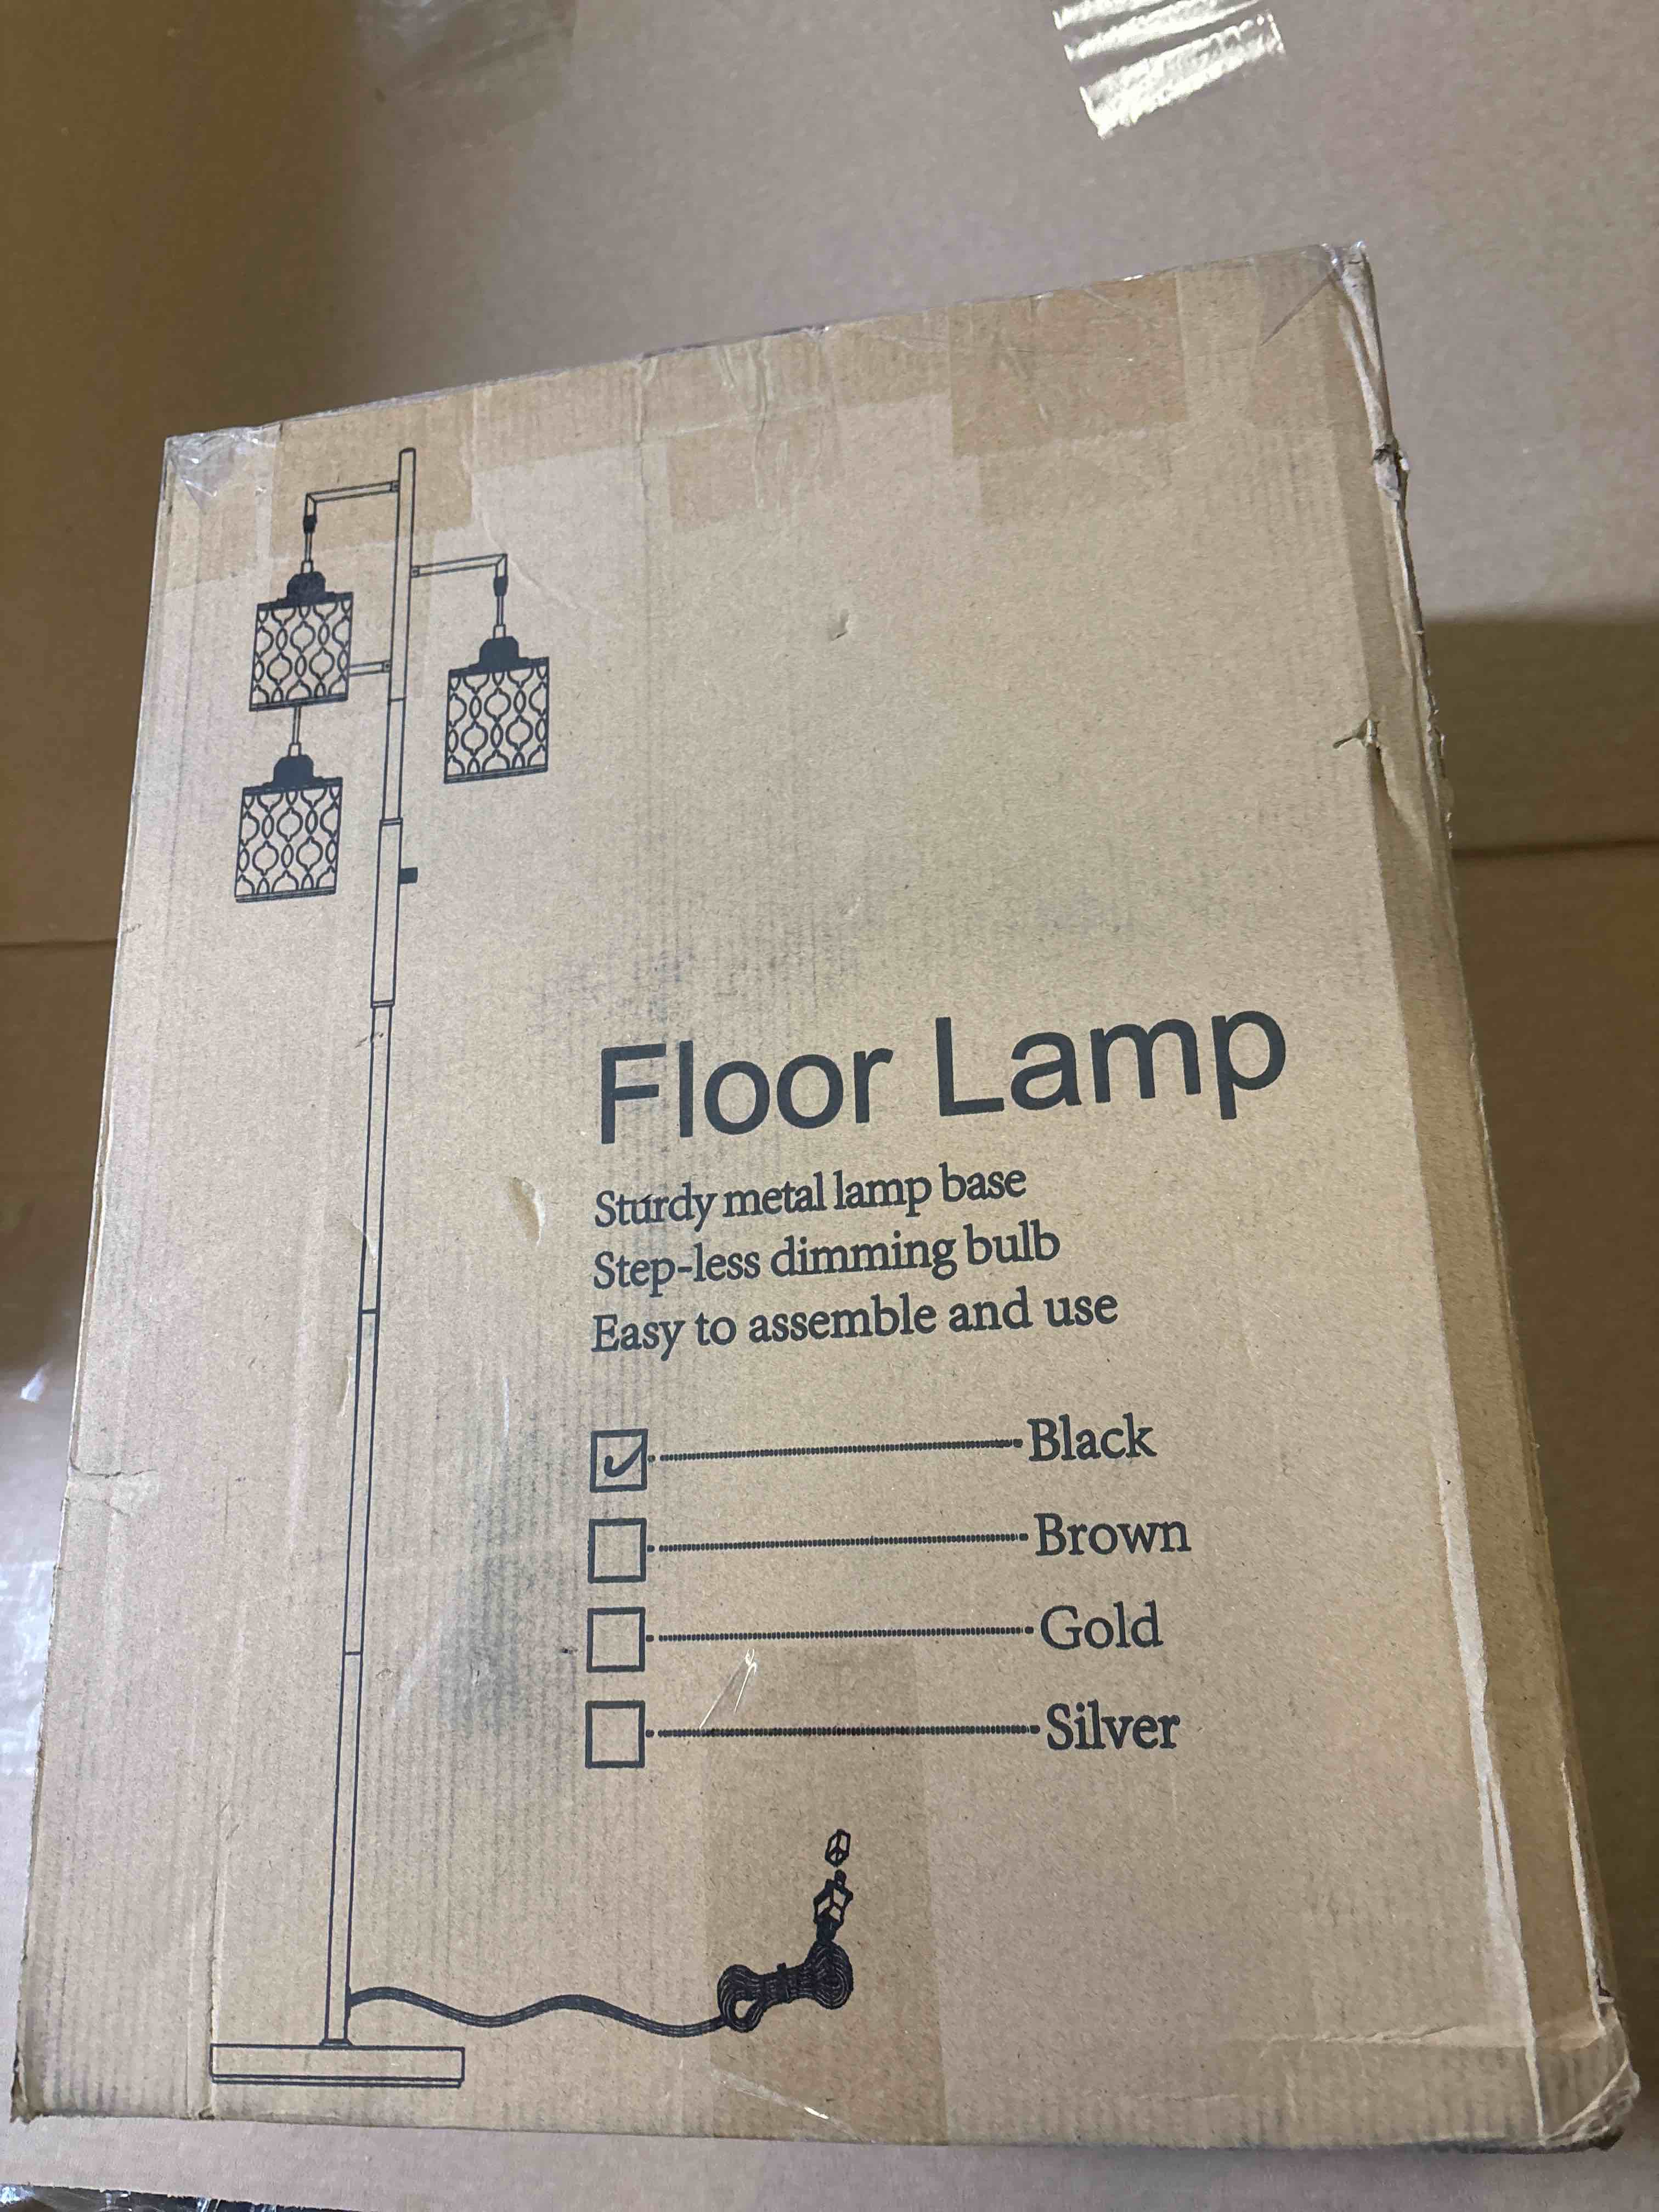 Floor Lamp
Sturdy metal lamp base
Step-less dimming bulb
Easy to assemble and use
Black
Brown
Gold
Silver